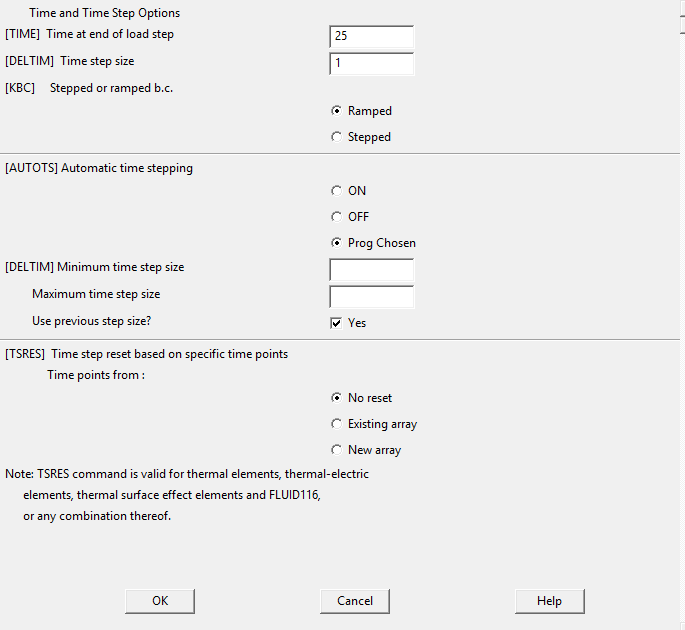 Time and Time Step Options
[TIME] Time at end of load step 25
[DELTIM] Time step size 1
[KBC] Stepped or ramped b.c.
Ramped
Stepped
[AUTOTS] Automatic time stepping
ON
OFF
Prog Chosen
[DELTIM] Minimum time step size
Maximum time step size
Use previous step size? Yes
[TSRES] Time step reset based on specific time points
Time points from :
No reset
Existing array
New array
Note: TSRES command is valid for thermal elements, thermal-electric
elements, thermal surface effect elements and FLUID116,
or any combination thereof.
OK Cancel Help